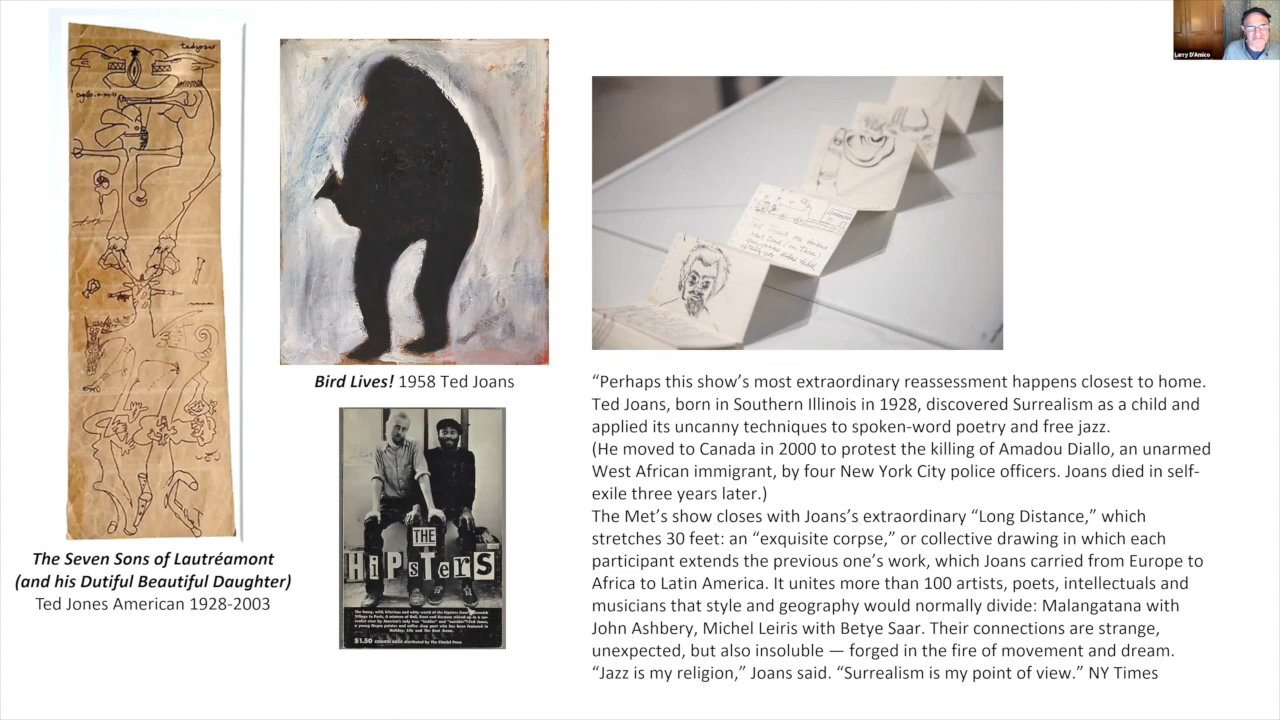 tedjoans
Larry D'Amico
Bird Lives! 1958 Ted Joans
THE
HiPsTeRS
$1.50
The Seven Sons of Lautréamont
(and his Dutiful Beautiful Daughter)
Ted Jones American 1928-2003
“Perhaps this show’s most extraordinary reassessment happens closest to home.
Ted Joans, born in Southern Illinois in 1928, discovered Surrealism as a child and
applied its uncanny techniques to spoken-word poetry and free jazz.
(He moved to Canada in 2000 to protest the killing of Amadou Diallo, an unarmed
West African immigrant, by four New York City police officers. Joans died in self-
exile three years later.)
The Met’s show closes with Joans’s extraordinary “Long Distance,” which
stretches 30 feet: an “exquisite corpse,” or collective drawing in which each
participant extends the previous one’s work, which Joans carried from Europe to
Africa to Latin America. It unites more than 100 artists, poets, intellectuals and
musicians that style and geography would normally divide: Malangatana with
John Ashbery, Michel Leiris with Betye Saar. Their connections are strange,
unexpected, but also insoluble — forged in the fire of movement and dream.
“Jazz is my religion,” Joans said. “Surrealism is my point of view.” NY Times